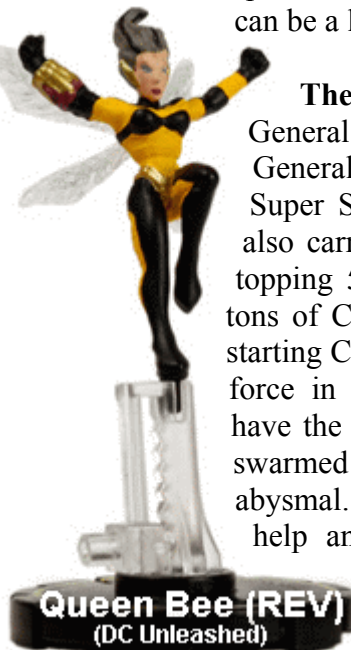 can be a h
The
General
General
Super S
also carr
topping 5
tons of C
starting C
force in
have the
swarmed
abysmal.
help an
Queen Bee (REV)
(DC Unleashed)